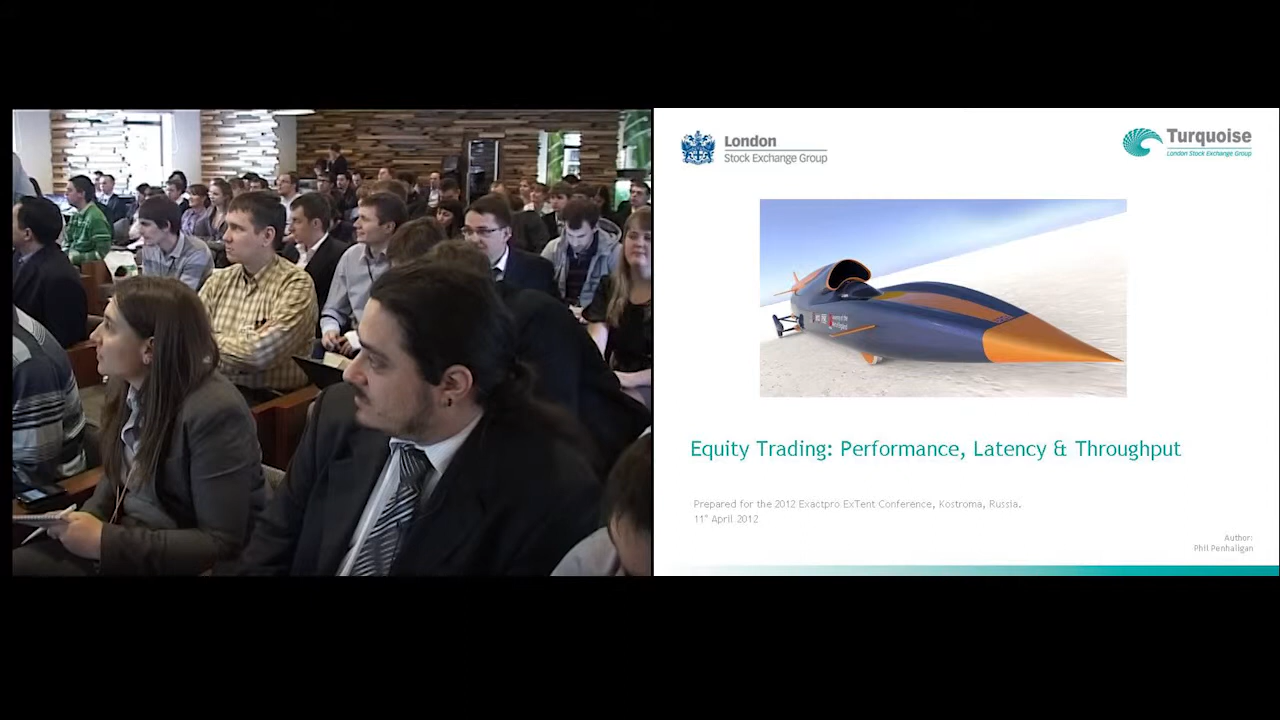 London
Stock Exchange Group
Turquoise
London Stock Exchange Group
Equity Trading: Performance, Latency & Throughput
Prepared for the 2012 Exactpro ExTent Conference, Kostroma, Russia.
11th April 2012
Author:
Phil Penhaligan